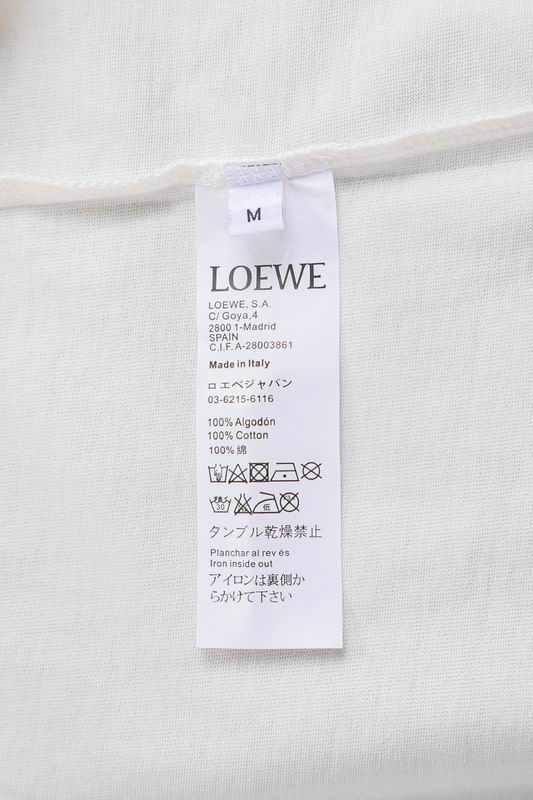 M
LOEWE
LOEWE, S.A.
C/ Goya,4
2800 1-Madrid
SPAIN
C.I.F. A-28003861
Made in Italy
ロエベジャパン
03-6215-6116
100% Algodón
100% Cotton
100% 綿
30 低
タンブル乾燥禁止
Planchar al rev és
Iron inside out
アイロンは裏側か
らかけて下さい